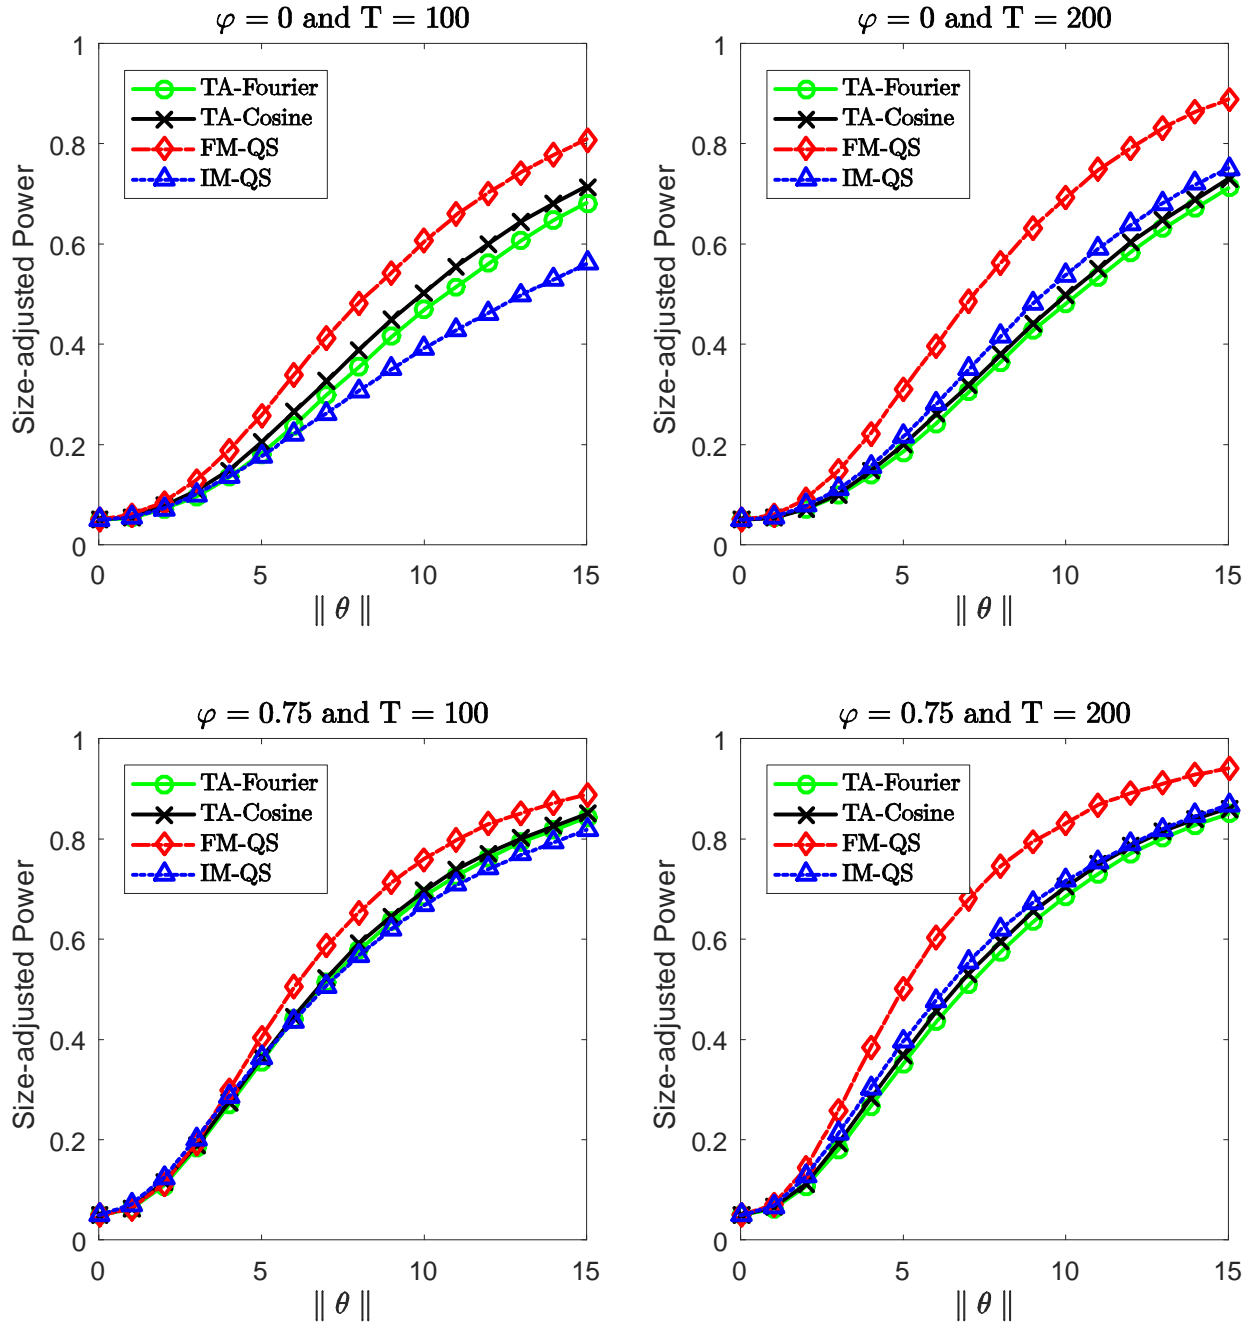 φ = 0 and T = 100
1
0.8
0.6
0.4
0.2
0
Size-adjusted Power
TA-Fourier
TA-Cosine
FM-QS
IM-QS
0 5 10 15
‖ θ ‖
φ = 0 and T = 200
1
0.8
0.6
0.4
0.2
0
Size-adjusted Power
TA-Fourier
TA-Cosine
FM-QS
IM-QS
0 5 10 15
‖ θ ‖
φ = 0.75 and T = 100
1
0.8
0.6
0.4
0.2
0
Size-adjusted Power
TA-Fourier
TA-Cosine
FM-QS
IM-QS
0 5 10 15
‖ θ ‖
φ = 0.75 and T = 200
1
0.8
0.6
0.4
0.2
0
Size-adjusted Power
TA-Fourier
TA-Cosine
FM-QS
IM-QS
0 5 10 15
‖ θ ‖